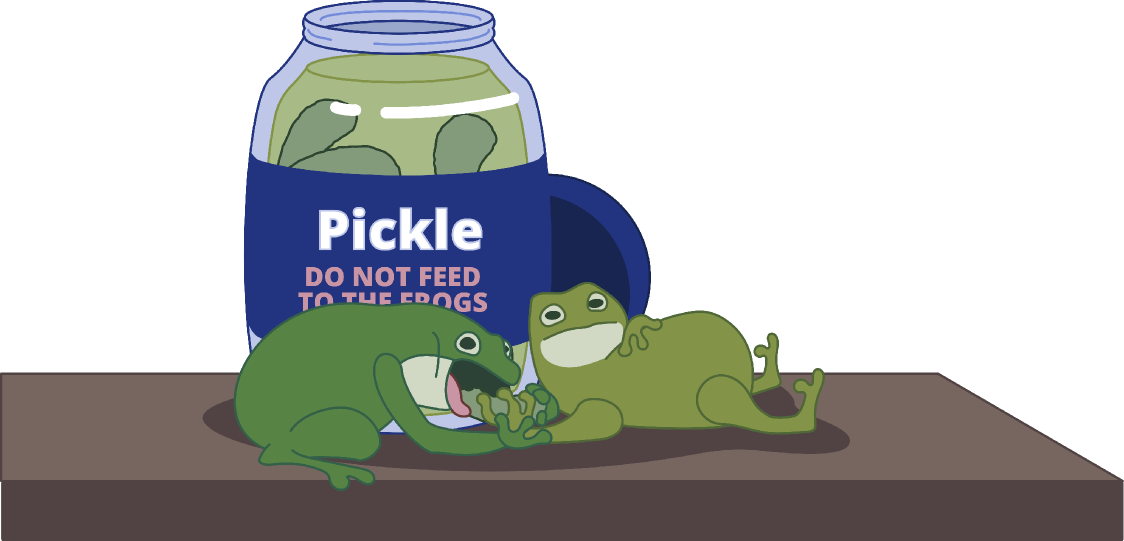 Pickle
DO NOT FEED
TO THE FROGS